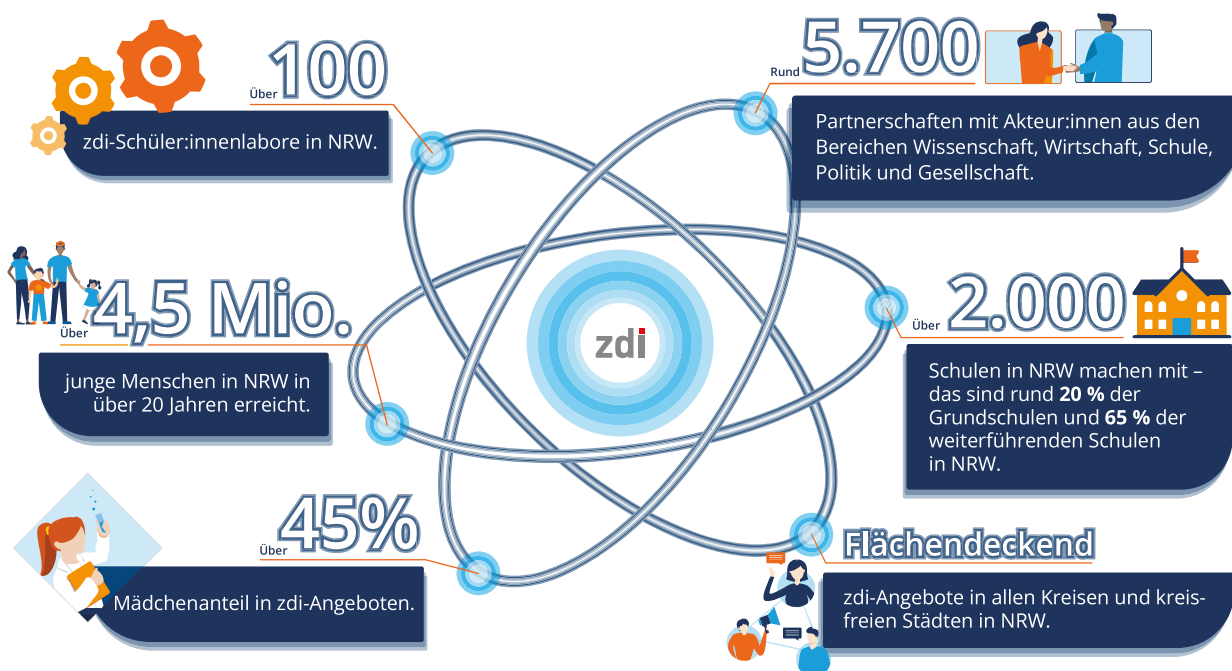 Über 100
zdi-Schüler:innenlabore in NRW.
Rund 5.700
Partnerschaften mit Akteur:innen aus den
Bereichen Wissenschaft, Wirtschaft, Schule,
Politik und Gesellschaft.
Über 4,5 Mio.
junge Menschen in NRW in
über 20 Jahren erreicht.
zdi
Über 2.000
Schulen in NRW machen mit –
das sind rund 20 % der
Grundschulen und 65 % der
weiterführenden Schulen
in NRW.
Über 45%
Mädchenanteil in zdi-Angeboten.
Flächendeckend
zdi-Angebote in allen Kreisen und kreis-
freien Städten in NRW.